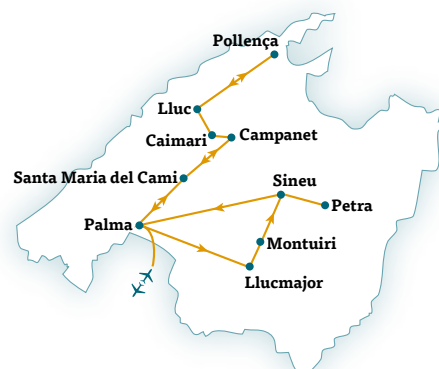 Pollença
Lluc
Caimari
Campanet
Santa Maria del Cami
Sineu
Petra
Palma
Montuiri
Llucmajor